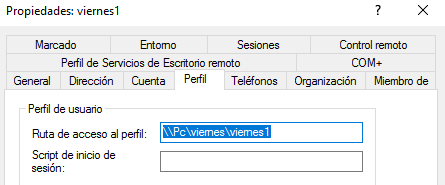 Propiedades: viernes1
Marcado Entorno Sesiones Control remoto
Perfil de Servicios de Escritorio remoto COM+
General Dirección Cuenta Perfil Teléfonos Organización Miembro de
Perfil de usuario
Ruta de acceso al perfil: \\Pc\viernes\viernes1
Script de inicio de
sesión: